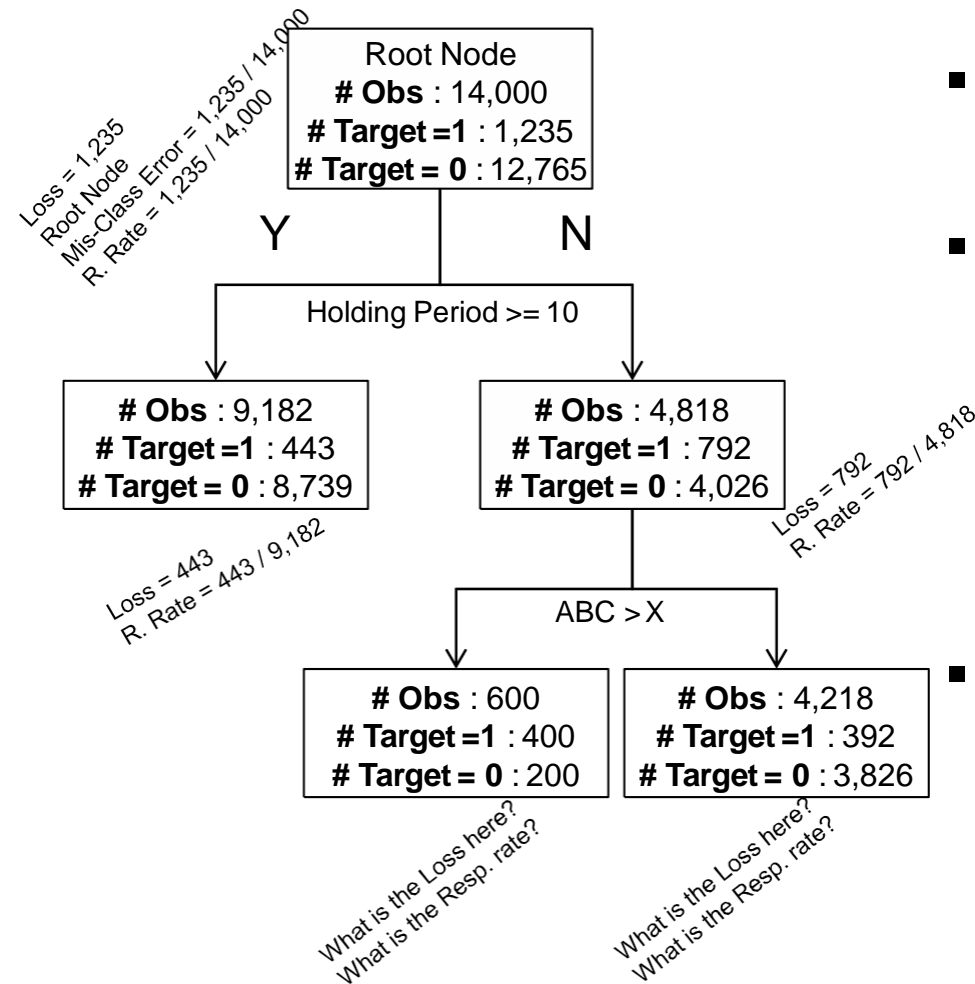 Root Node
# Obs : 14,000
# Target =1 : 1,235
# Target = 0 : 12,765
Loss = 1,235
Root Node
Mis-Class Error = 1,235 / 14,000
R. Rate = 1,235 / 14,000
Y
N
Holding Period >= 10
# Obs : 9,182
# Target =1 : 443
# Target = 0 : 8,739
Loss = 443
R. Rate = 443 / 9,182
# Obs : 4,818
# Target =1 : 792
# Target = 0 : 4,026
Loss = 792
R. Rate = 792 / 4,818
ABC > X
# Obs : 600
# Target =1 : 400
# Target = 0 : 200
What is the Loss here?
What is the Resp. rate?
# Obs : 4,218
# Target =1 : 392
# Target = 0 : 3,826
What is the Loss here?
What is the Resp. rate?